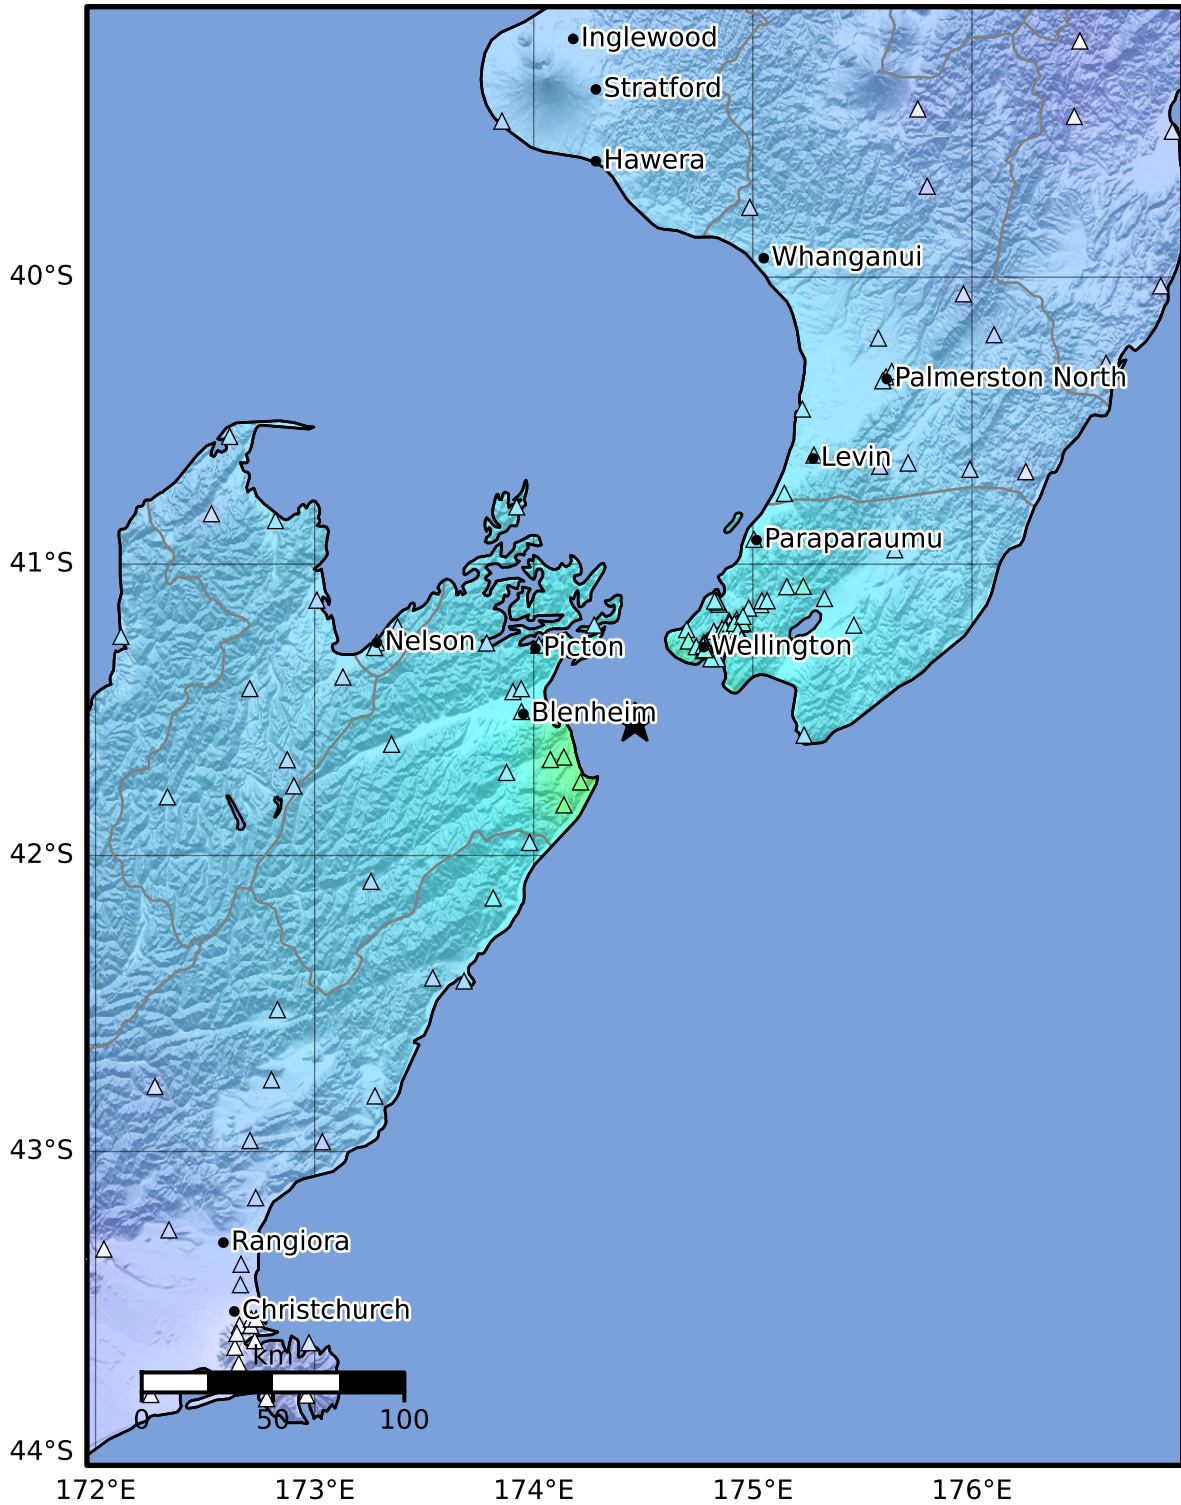 Inglewood
Stratford
Hawera
Whanganui
40°S
Palmerston North
Levin
Paraparaumu
41°S
Nelson
Picton
Wellington
Blenheim
42°S
43°S
Rangiora
Christchurch
km
0 50 100
44°S
172°E 173°E 174°E 175°E 176°E